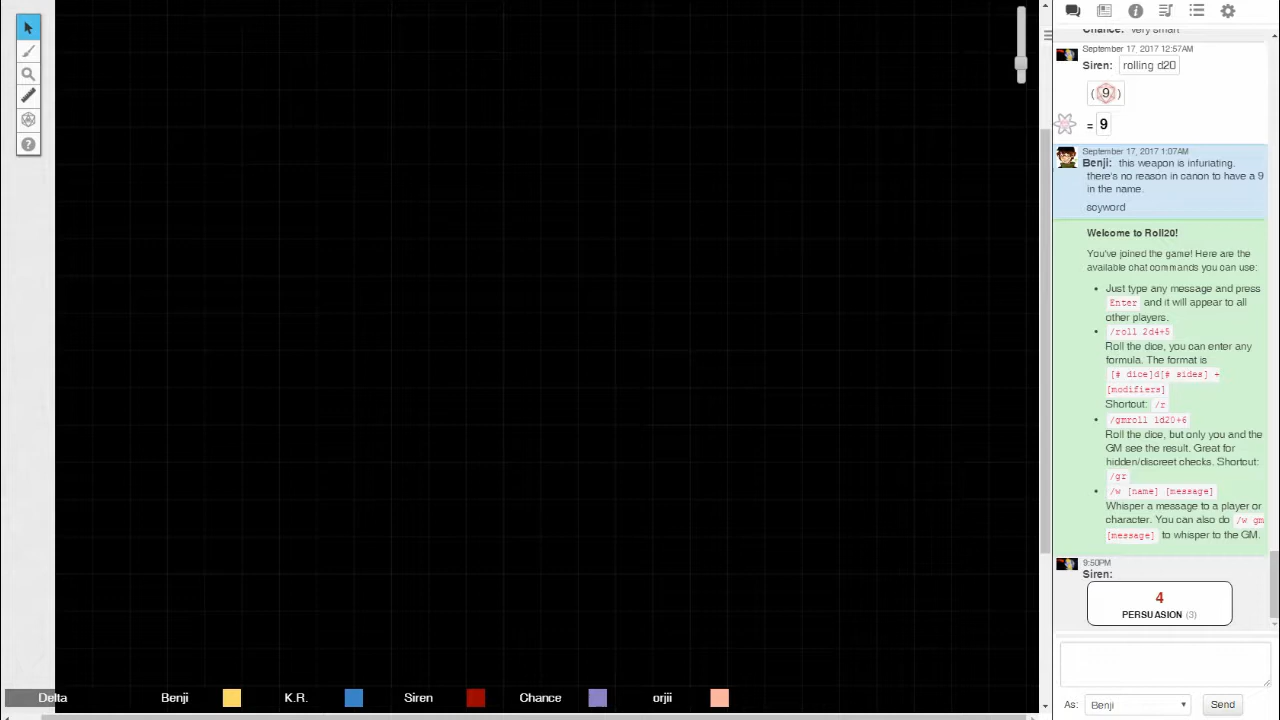 Chance: very smart
September 17, 2017 12:57AM
Siren: rolling d20
(9)
= 9
September 17, 2017 1:07AM
Benji: this weapon is infuriating.
there's no reason in canon to have a 9
in the name.
soyword
Welcome to Roll20!
You've joined the game! Here are the
available chat commands you can use:
Just type any message and press
Enter and it will appear to all
other players.
/roll 2d4+5
Roll the dice, you can enter any
formula. The format is
[# dice]d[# sides] +
[modifiers]
Shortcut: /r
/gmroll 1d20+6
Roll the dice, but only you and the
GM see the result. Great for
hidden/discreet checks. Shortcut:
/gr
/w [name] [message]
Whisper a message to a player or
character. You can also do /w gm
[message] to whisper to the GM.
9:50PM
Siren:
4
PERSUASION (3)
As: Benji Send
Delta Benji K.R. Siren Chance orjii